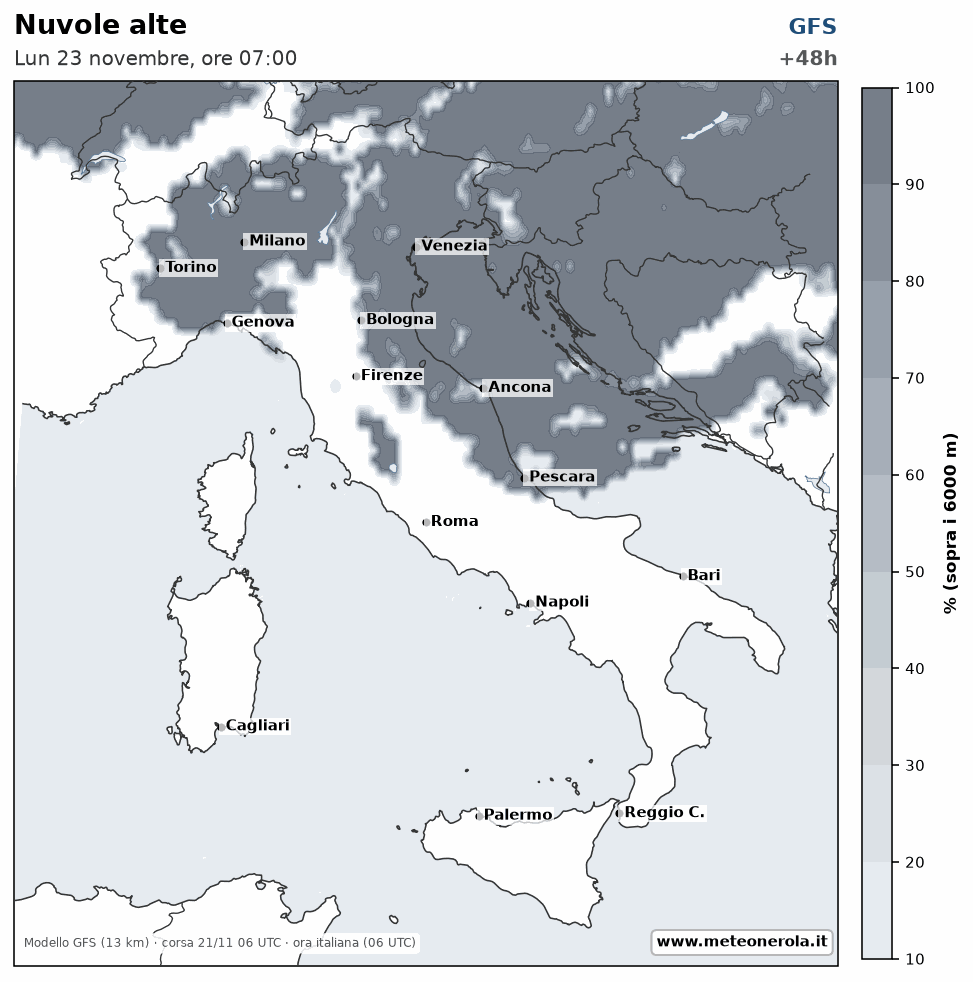 Nuvole alte
GFS
Lun 23 novembre, ore 07:00
+48h
100
90
80
70
60
50
40
30
20
10
% (sopra i 6000 m)
Milano
Venezia
Torino
Genova
Bologna
Firenze
Ancona
Pescara
Roma
Bari
Napoli
Cagliari
Palermo
Reggio C.
Modello GFS (13 km) · corsa 21/11 06 UTC · ora italiana (06 UTC)
www.meteonerola.it